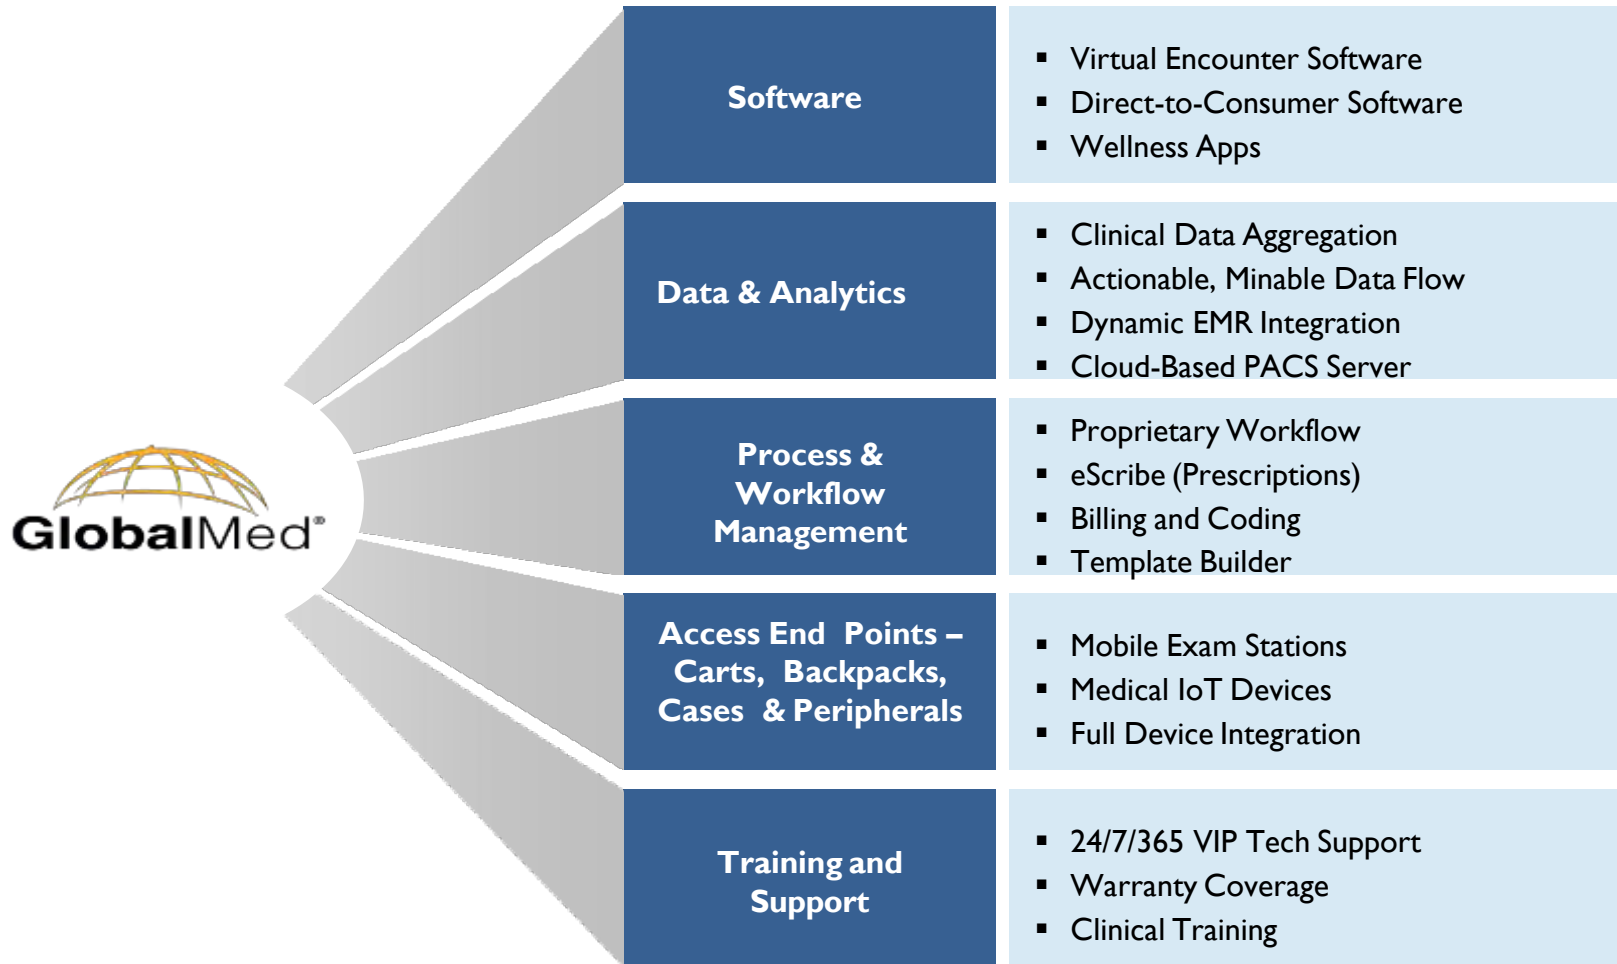 GlobalMed®
Software
▪ Virtual Encounter Software
▪ Direct-to-Consumer Software
▪ Wellness Apps
Data & Analytics
▪ Clinical Data Aggregation
▪ Actionable, Minable Data Flow
▪ Dynamic EMR Integration
▪ Cloud-Based PACS Server
Process &
Workflow
Management
▪ Proprietary Workflow
▪ eScribe (Prescriptions)
▪ Billing and Coding
▪ Template Builder
Access End Points –
Carts, Backpacks,
Cases & Peripherals
▪ Mobile Exam Stations
▪ Medical IoT Devices
▪ Full Device Integration
Training and
Support
▪ 24/7/365 VIP Tech Support
▪ Warranty Coverage
▪ Clinical Training